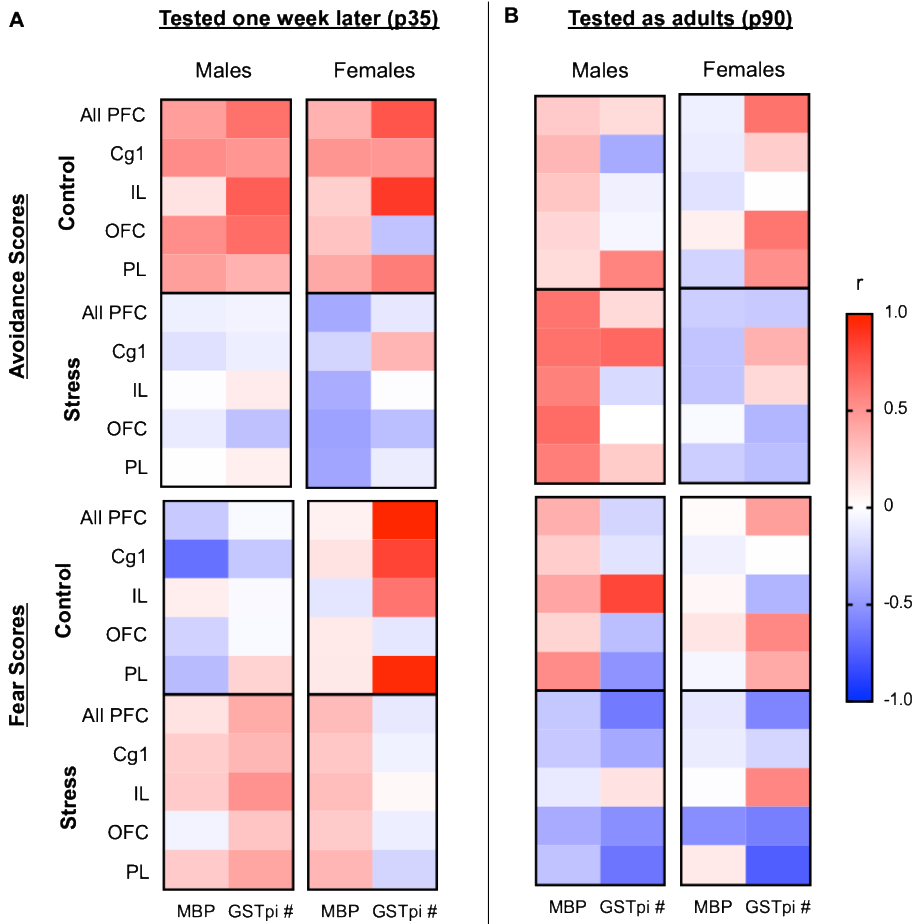 A
Tested one week later (p35)
B
Tested as adults (p90)
Males
Females
Males
Females
Avoidance Scores
Control
All PFC
Cg1
IL
OFC
PL
Stress
All PFC
Cg1
IL
OFC
PL
Fear Scores
Control
All PFC
Cg1
IL
OFC
PL
Stress
All PFC
Cg1
IL
OFC
PL
MBP GSTpi #
MBP GSTpi #
MBP GSTpi #
MBP GSTpi #
r
1.0
0.5
0
-0.5
-1.0